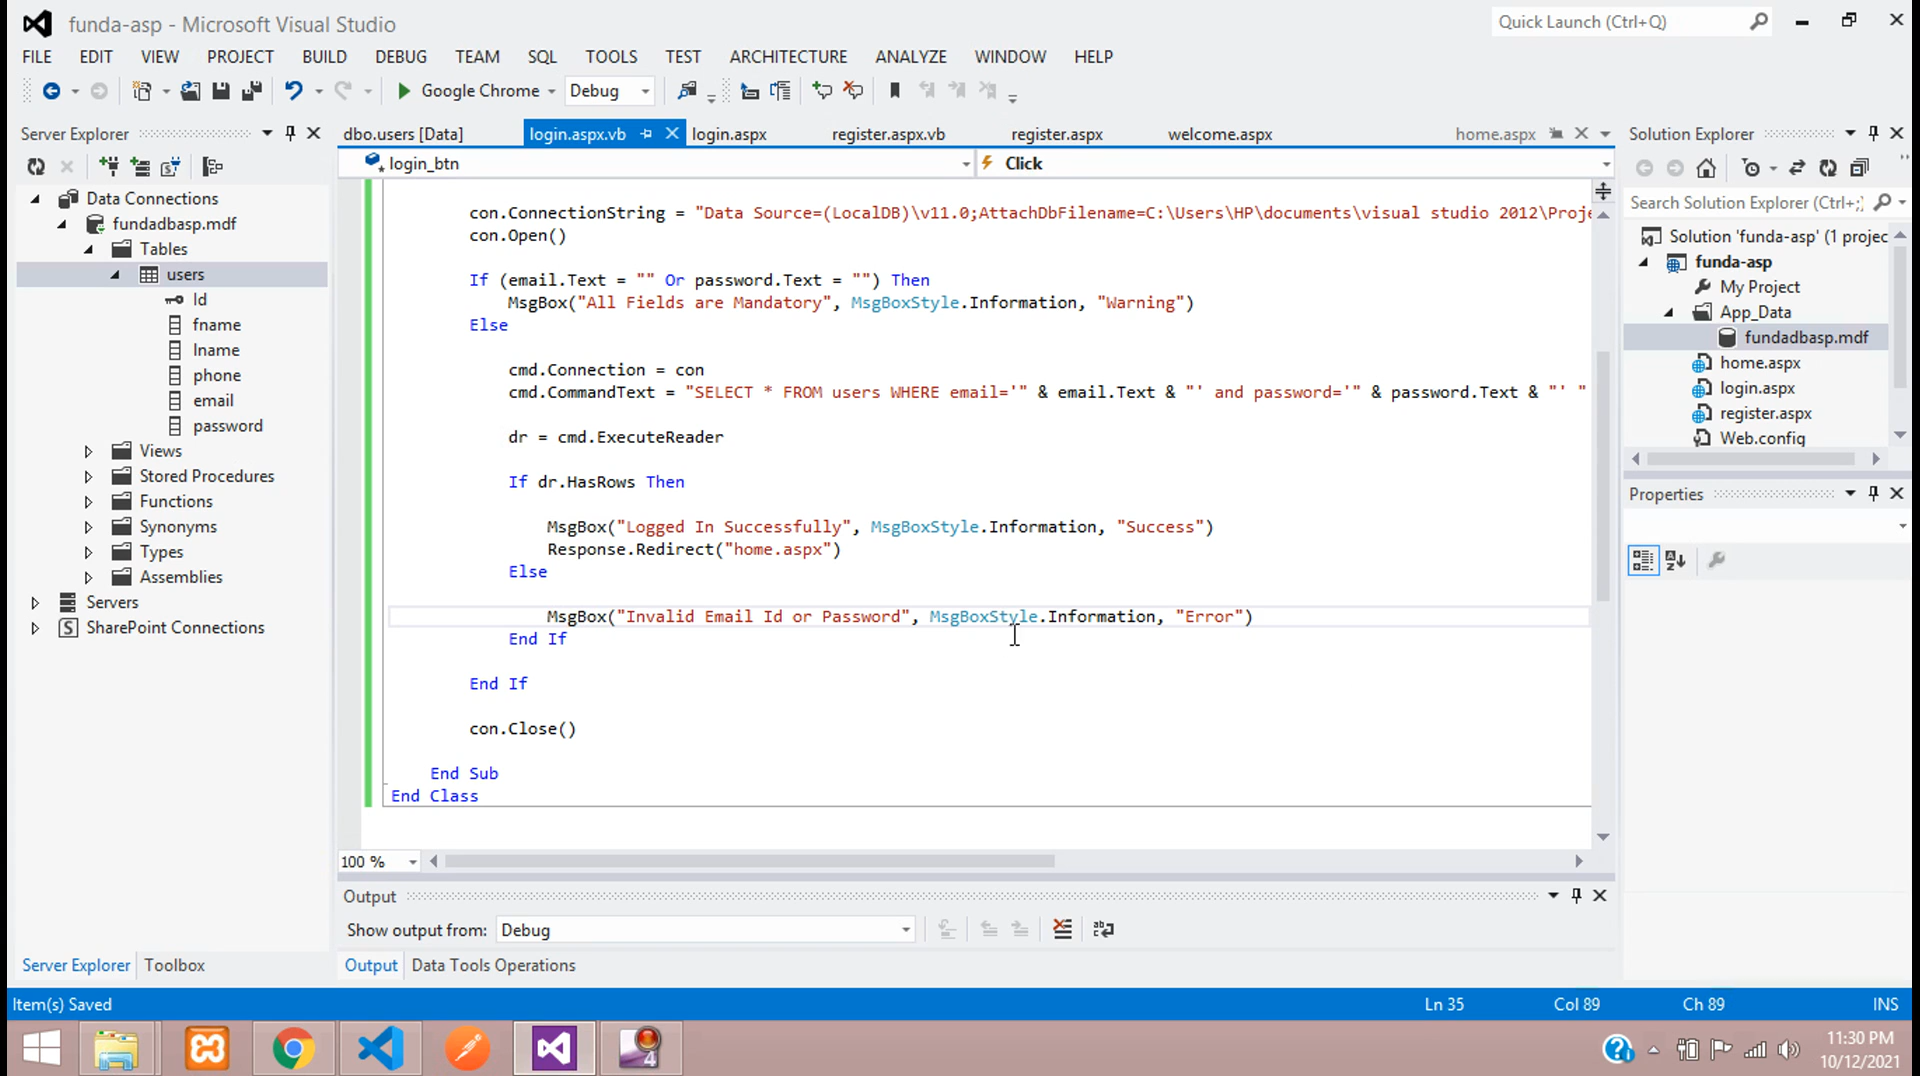 funda-asp - Microsoft Visual Studio
Quick Launch (Ctrl+Q)
FILE EDIT VIEW PROJECT BUILD DEBUG TEAM SQL TOOLS TEST ARCHITECTURE ANALYZE WINDOW HELP
Google Chrome Debug
Server Explorer
Data Connections
fundadbasp.mdf
Tables
users
Id
fname
lname
phone
email
password
Views
Stored Procedures
Functions
Synonyms
Types
Assemblies
Servers
SharePoint Connections
Server Explorer Toolbox
dbo.users [Data] login.aspx.vb login.aspx register.aspx.vb register.aspx welcome.aspx home.aspx
login_btn Click
con.ConnectionString = "Data Source=(LocalDB)\v11.0;AttachDbFilename=C:\Users\HP\documents\visual studio 2012\Proje
con.Open()
If (email.Text = "" Or password.Text = "") Then
MsgBox("All Fields are Mandatory", MsgBoxStyle.Information, "Warning")
Else
cmd.Connection = con
cmd.CommandText = "SELECT * FROM users WHERE email='" & email.Text & "' and password='" & password.Text & "' "
dr = cmd.ExecuteReader
If dr.HasRows Then
MsgBox("Logged In Successfully", MsgBoxStyle.Information, "Success")
Response.Redirect("home.aspx")
Else
MsgBox("Invalid Email Id or Password", MsgBoxStyle.Information, "Error")
End If
End If
con.Close()
End Sub
End Class
100 %
Output
Show output from: Debug
Output Data Tools Operations
Solution Explorer
Search Solution Explorer (Ctrl+;)
Solution 'funda-asp' (1 projec
funda-asp
My Project
App_Data
fundadbasp.mdf
home.aspx
login.aspx
register.aspx
Web.config
Properties
Item(s) Saved Ln 35 Col 89 Ch 89 INS
4
11:30 PM
10/12/2021